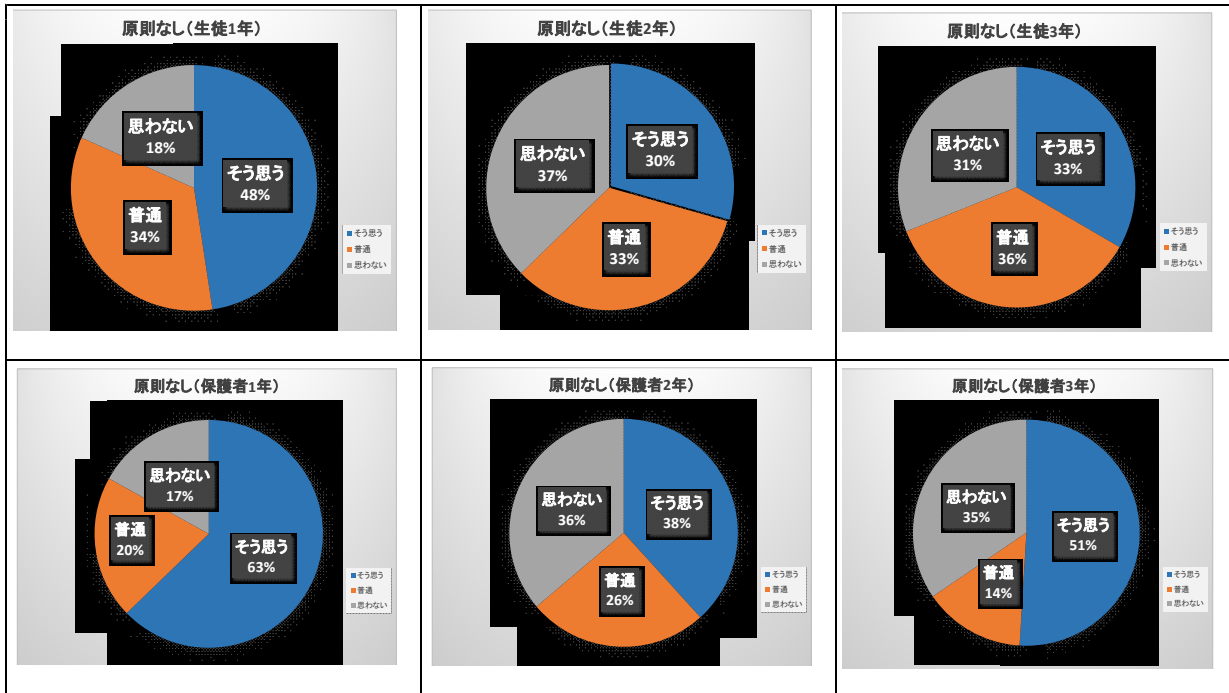 原則なし(生徒1年)
思わない
18%
そう思う
48%
普通
34%
そう思う
普通
思わない
原則なし(生徒2年)
そう思う
30%
思わない
37%
普通
33%
そう思う
普通
思わない
原則なし(生徒3年)
思わない
31%
そう思う
33%
普通
36%
そう思う
普通
思わない
原則なし(保護者1年)
思わない
17%
普通
20%
そう思う
63%
そう思う
普通
思わない
原則なし(保護者2年)
思わない
36%
そう思う
38%
普通
26%
そう思う
普通
思わない
原則なし(保護者3年)
思わない
35%
そう思う
51%
普通
14%
そう思う
普通
思わない